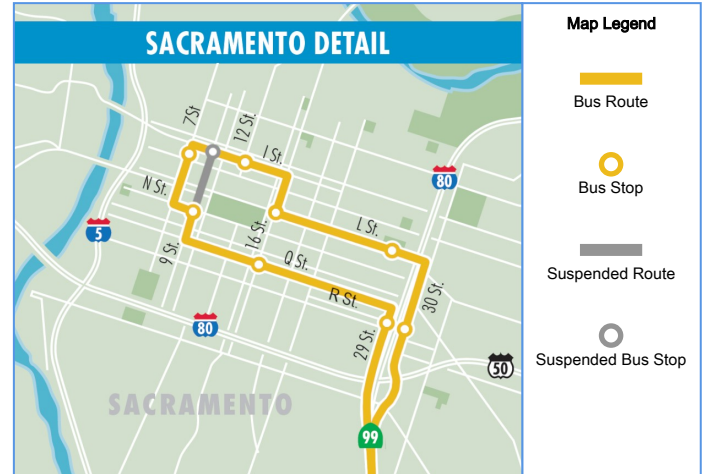 SACRAMENTO DETAIL
7St
12 St.
I St.
N St.
80
5
9 St.
16 St.
L St.
Q St.
R St.
30 St.
80
29 St.
50
SACRAMENTO
99
Map Legend
Bus Route
Bus Stop
Suspended Route
Suspended Bus Stop